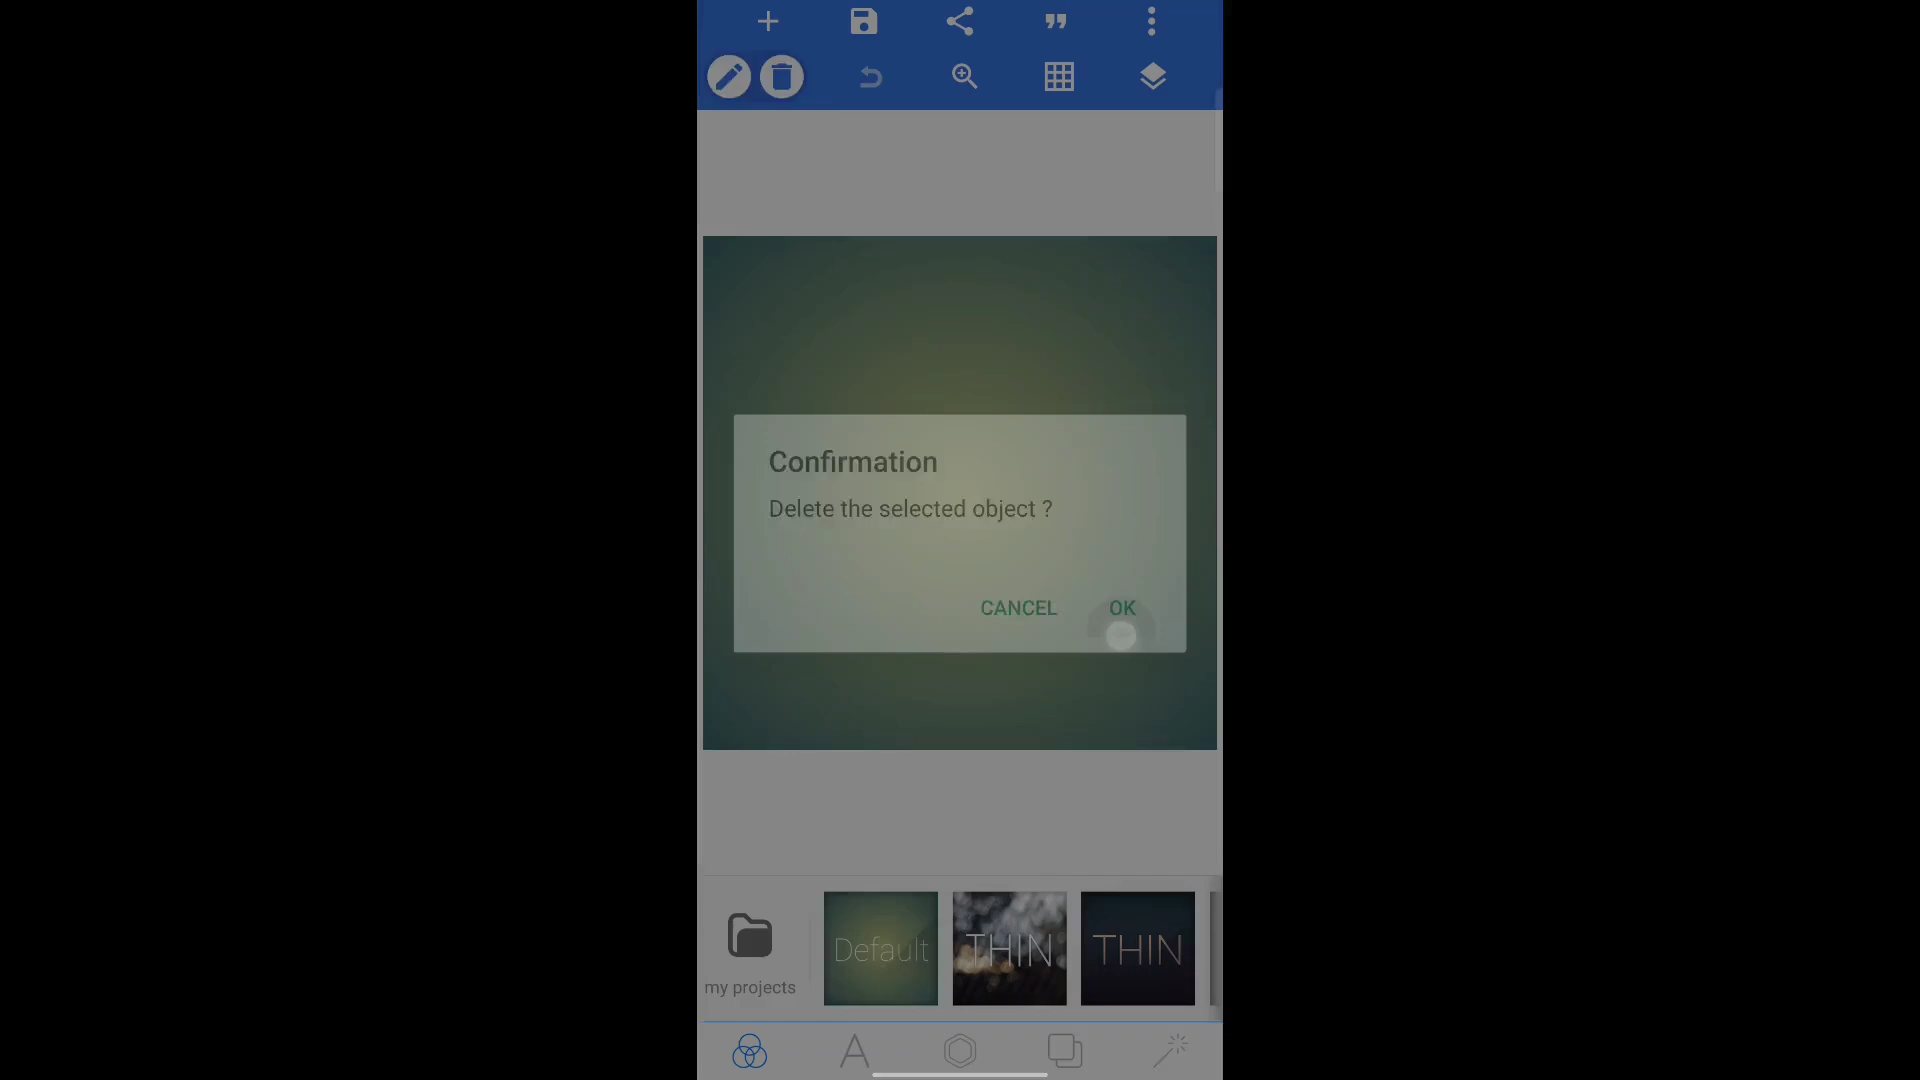 Confirmation
Delete the selected object ?
CANCEL OK
Default
THIN
THIN
my projects